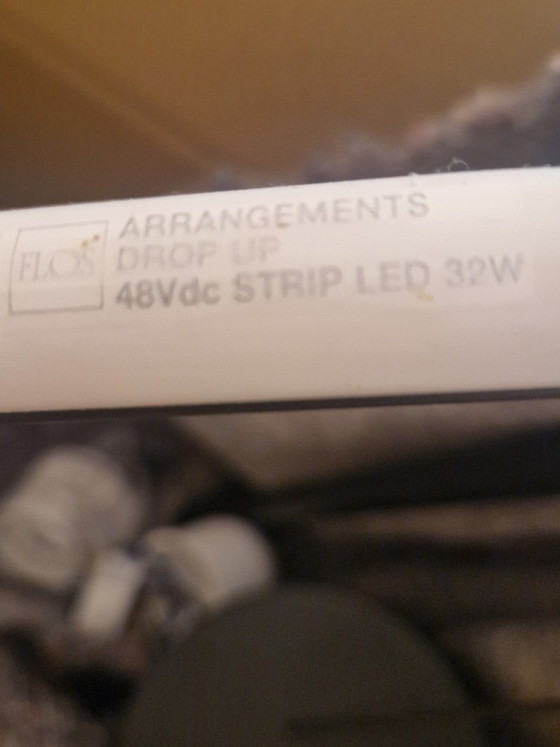 FLOS
ARRANGEMENTS
DROP UP
48Vdc STRIP LED 32W